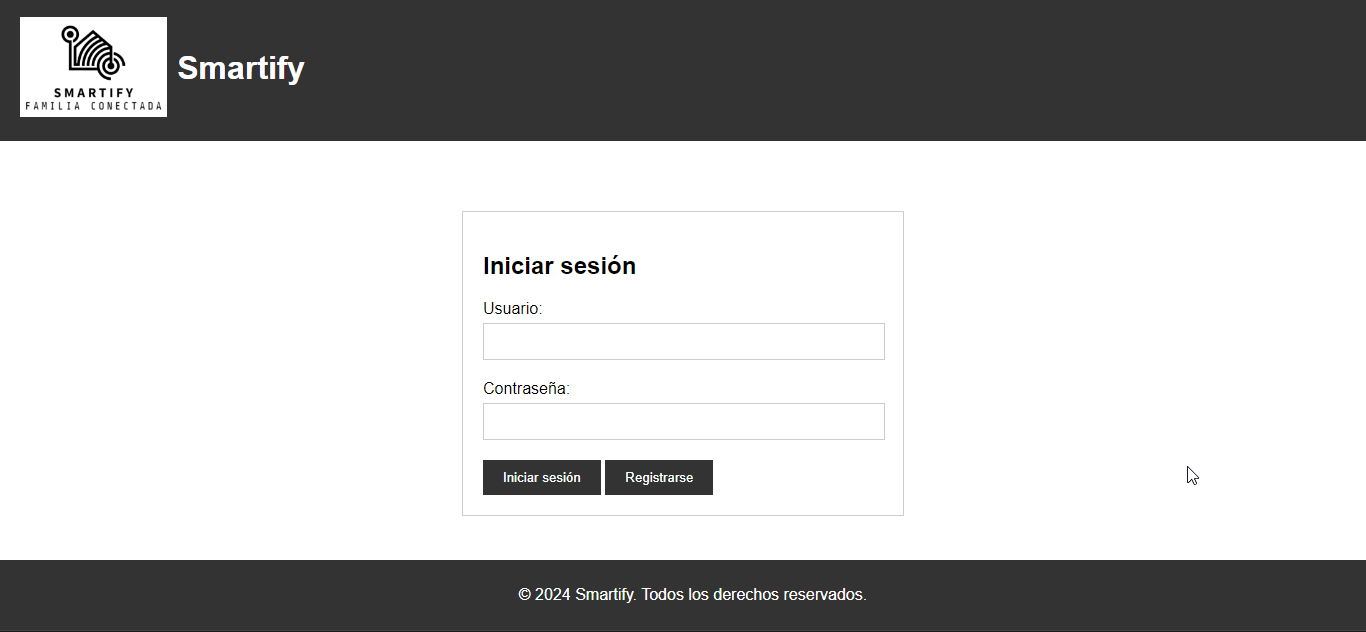 SMARTIFY
FAMILIA CONECTADA
Smartify
Iniciar sesión
Usuario:
Contraseña:
Iniciar sesión Registrarse
© 2024 Smartify. Todos los derechos reservados.